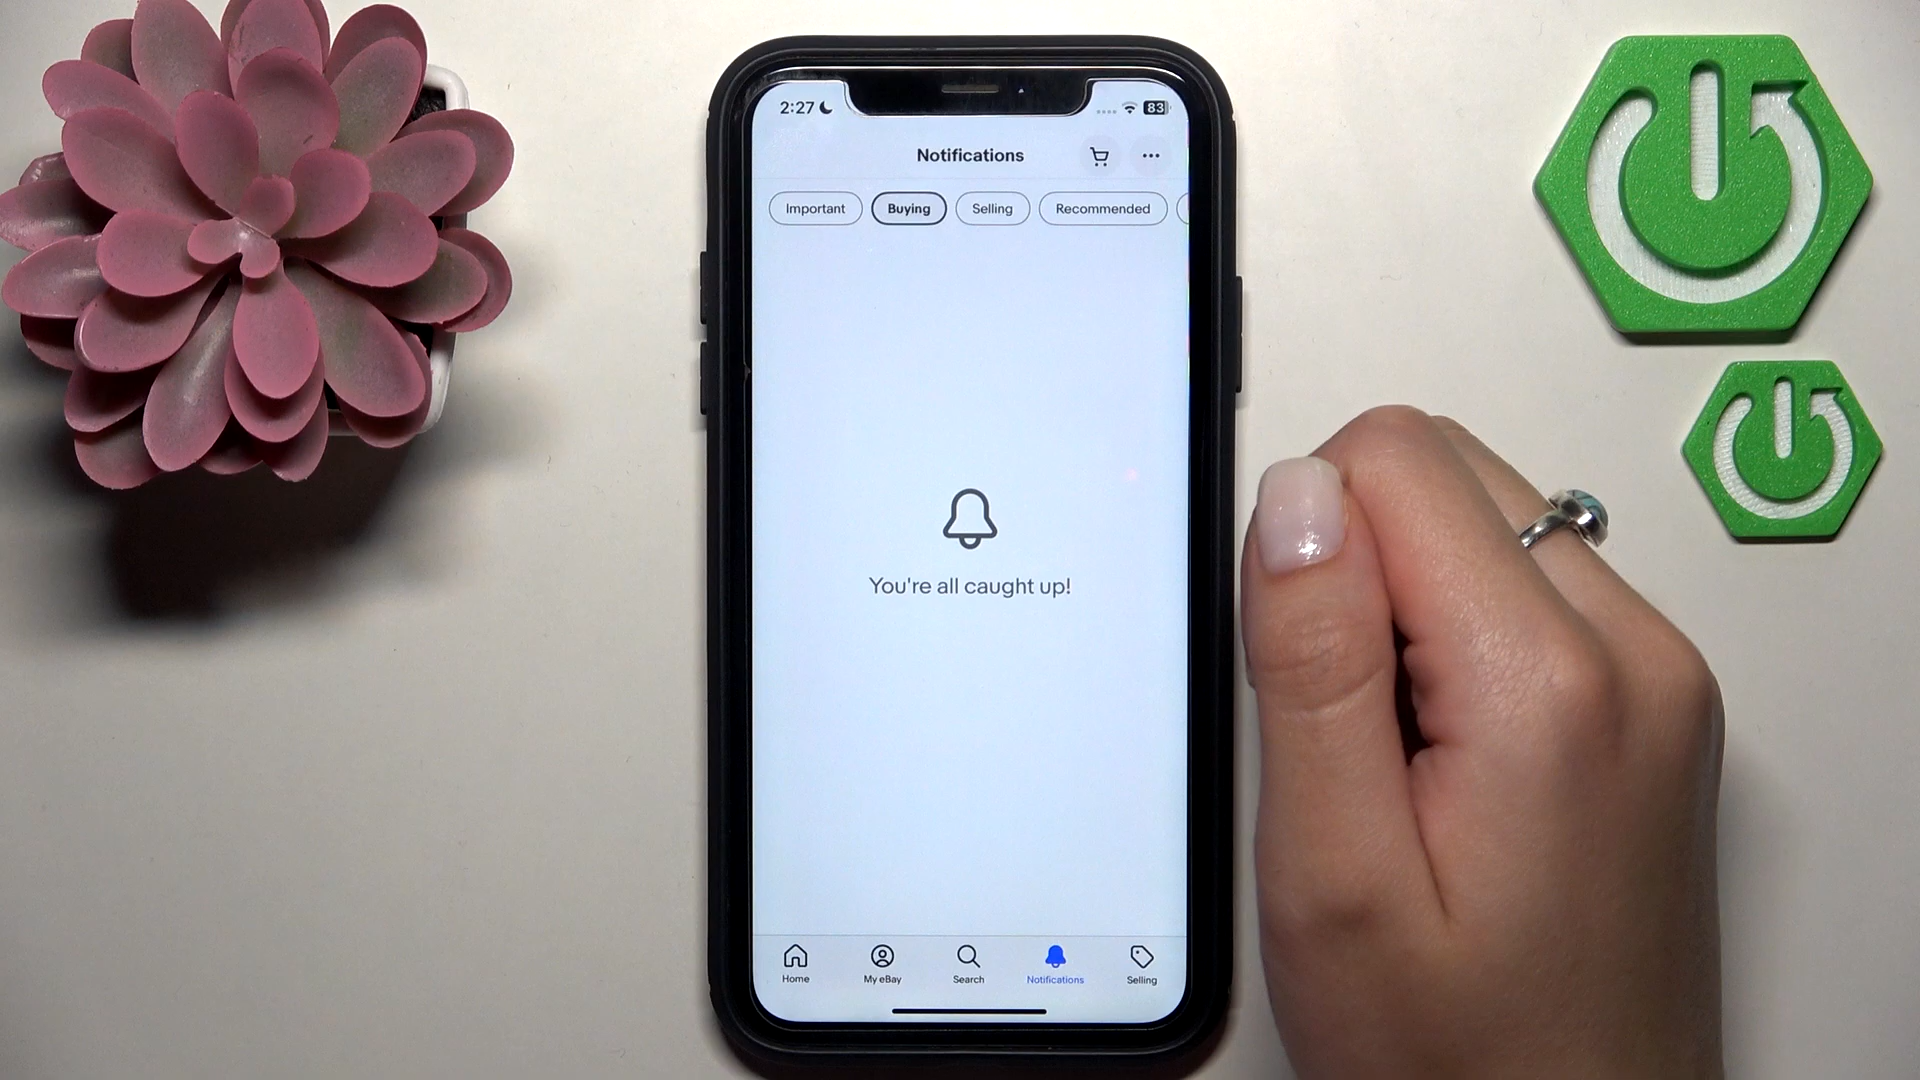 2:27 83
Notifications
Important Buying Selling Recommended
You're all caught up!
Home My eBay Search Notifications Selling